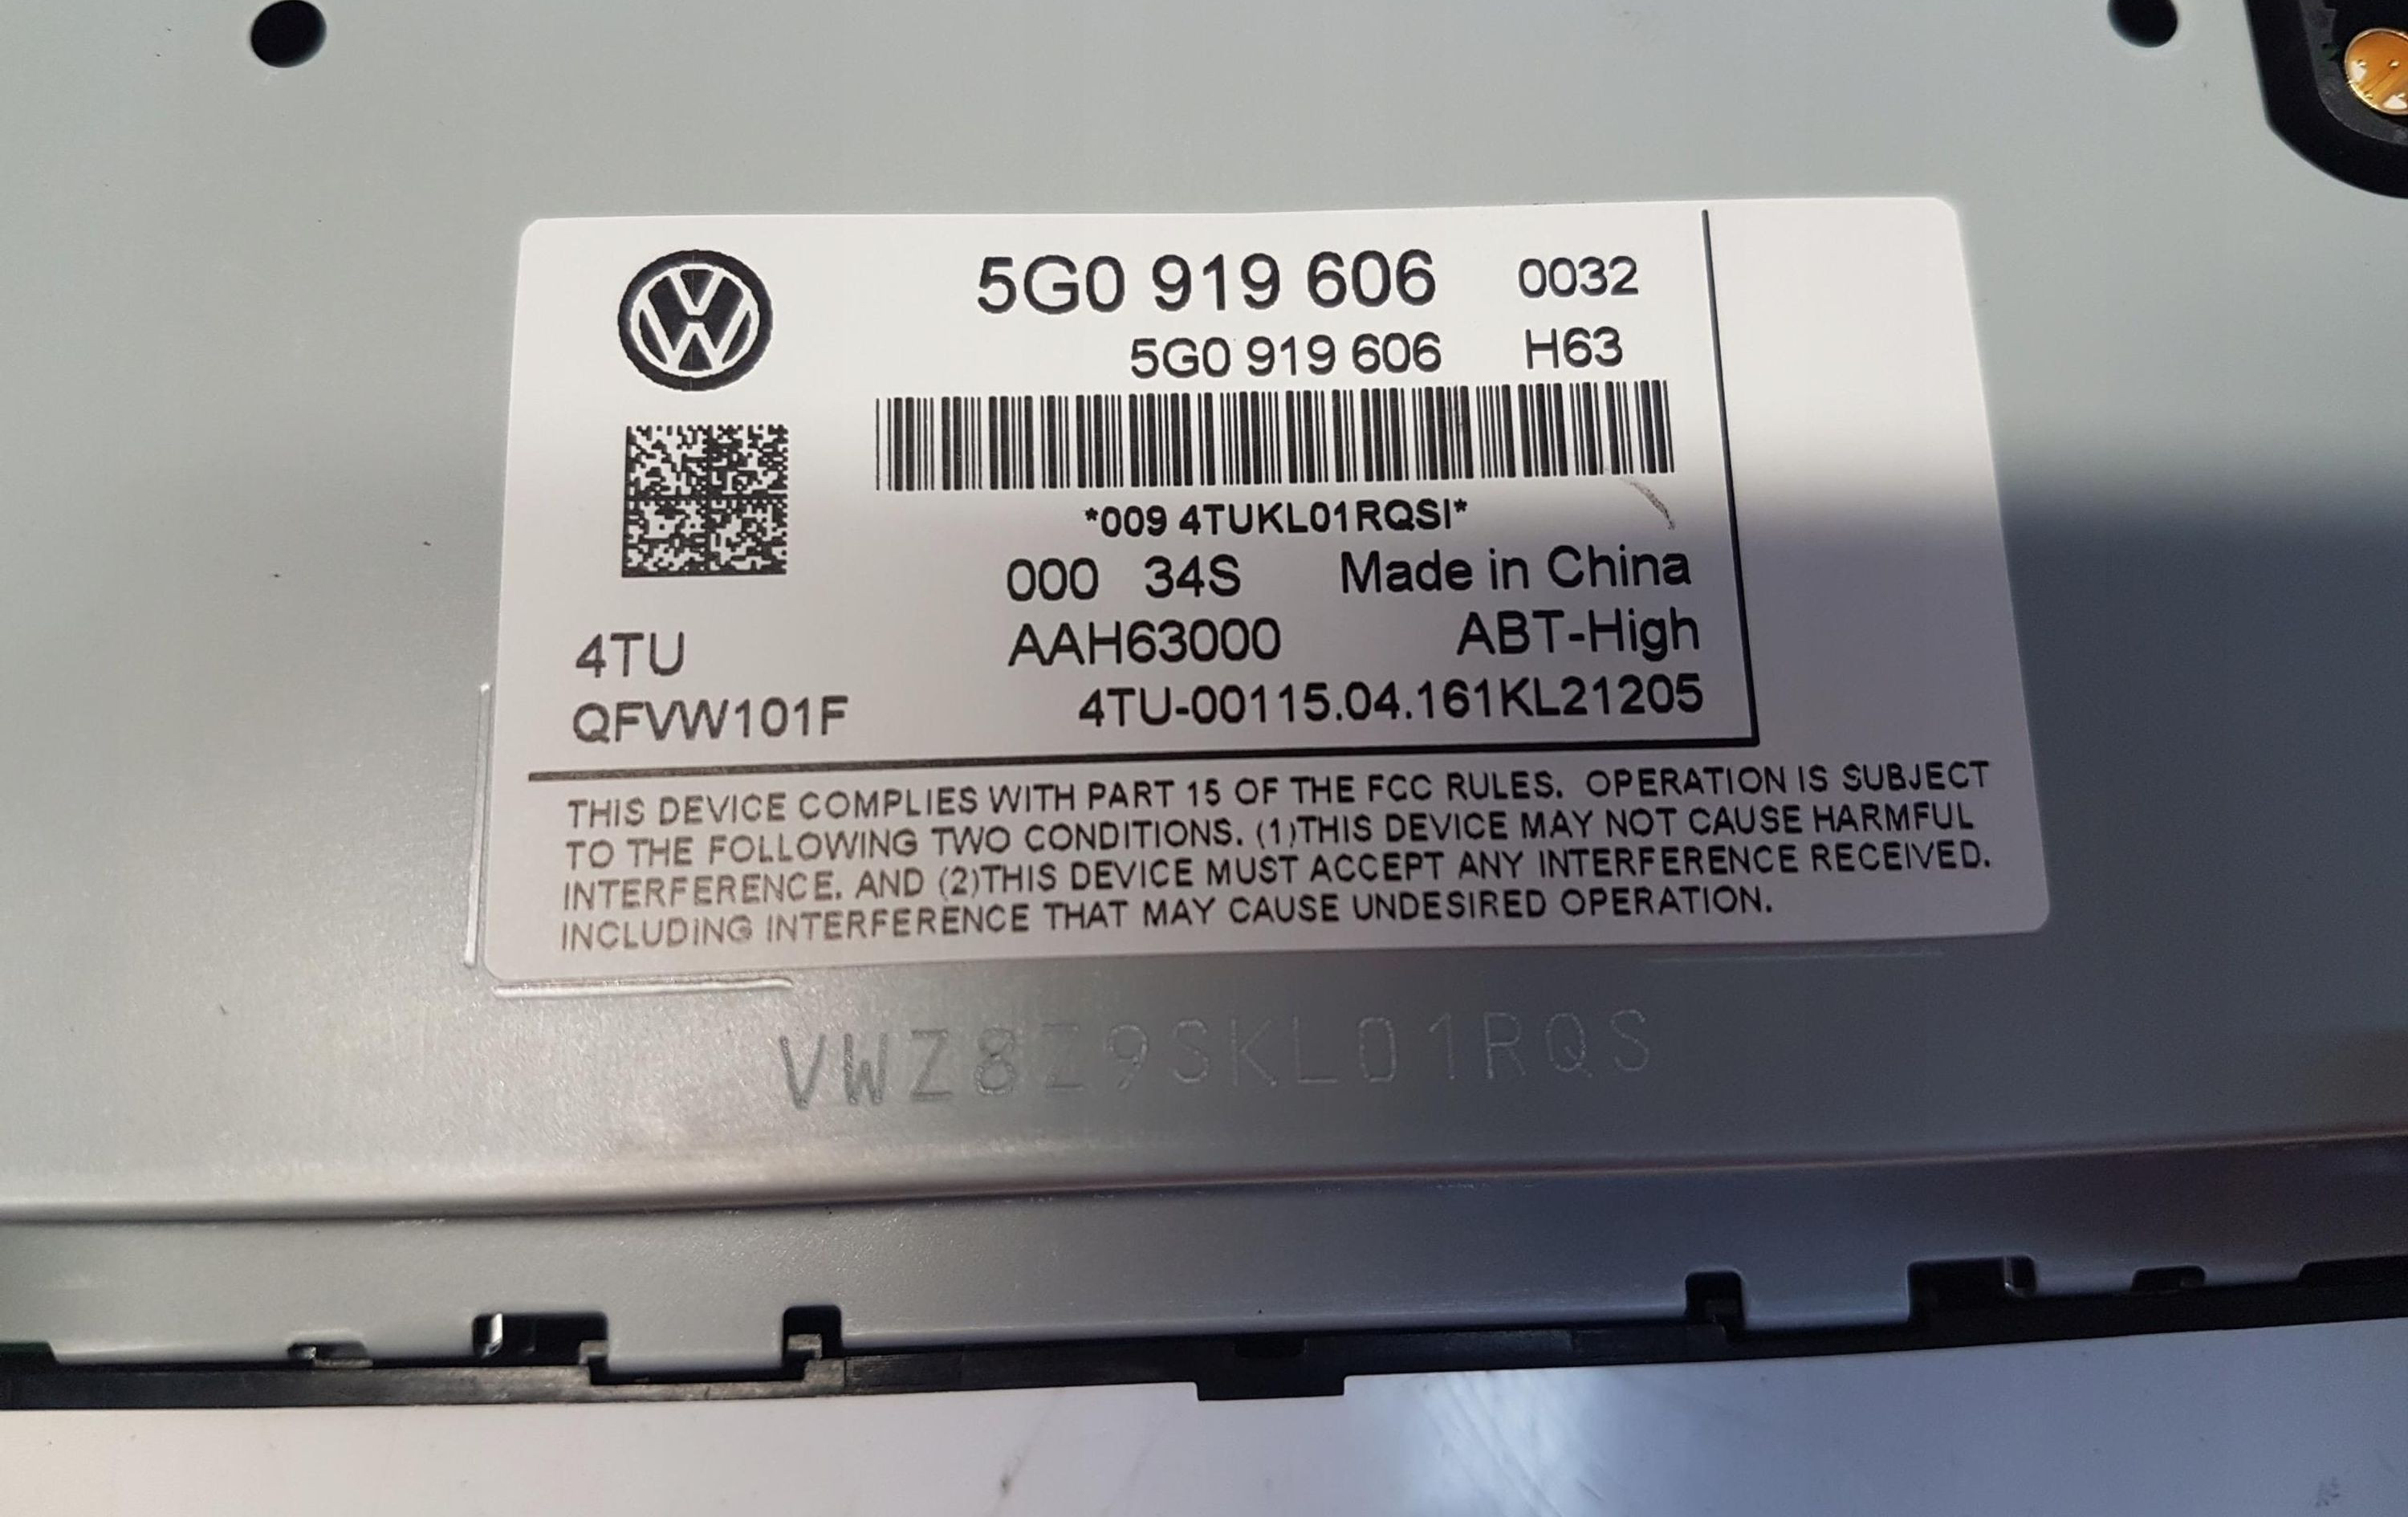 5G0 919 606 0032
5G0 919 606 H63
*009 4TUKL01RQSI*
000 34S Made in China
4TU AAH63000 ABT-High
QFVW101F 4TU-00115.04.161KL21205
THIS DEVICE COMPLIES WITH PART 15 OF THE FCC RULES. OPERATION IS SUBJECT
TO THE FOLLOWING TWO CONDITIONS. (1)THIS DEVICE MAY NOT CAUSE HARMFUL
INTERFERENCE. AND (2)THIS DEVICE MUST ACCEPT ANY INTERFERENCE RECEIVED.
INCLUDING INTERFERENCE THAT MAY CAUSE UNDESIRED OPERATION.
VWZ8Z9SKL01RQS